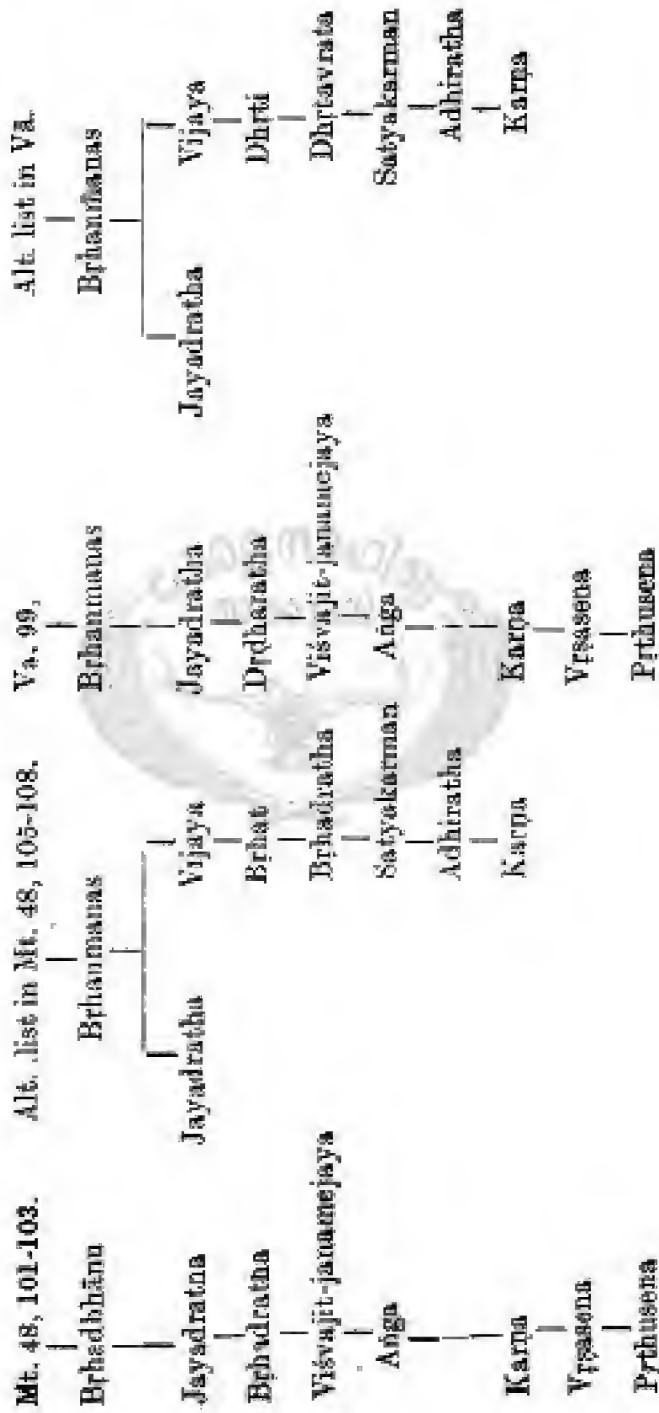 Mt. 48, 101-103.
Bṛhadbhānu
Jayadratna
Bṛhadratha
Viśvajit-janamejaya
Aṅga
Karṇa
Vṛṣasena
Pṛthusena
Alt. list in Mt. 48, 105-108.
Bṛhanmanas
Jayadratha
Vijaya
Bṛhat
Bṛhadratha
Satyakarman
Adhiratha
Karṇa
Va. 99,
Bṛhanmanas
Jayadratha
Dṛḍharatha
Viśvajit-janamejaya
Aṅga
Karṇa
Vṛṣasena
Pṛthusena
Alt. list in Vā.
Bṛhanmanas
Jayadratha
Vijaya
Dhṛti
Dhṛtavrata
Satyakarman
Adhiratha
Karṇa